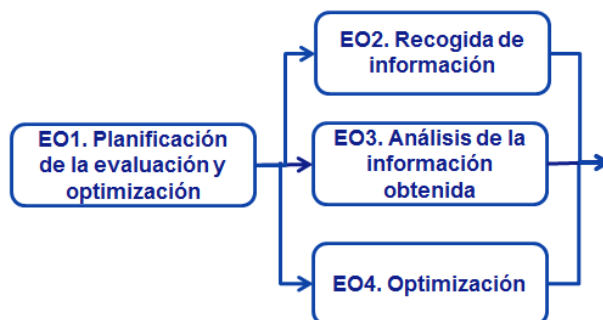 EO2. Recogida de
información
EO1. Planificación
de la evaluación y
optimización
EO3. Análisis de la
información
obtenida
EO4. Optimización